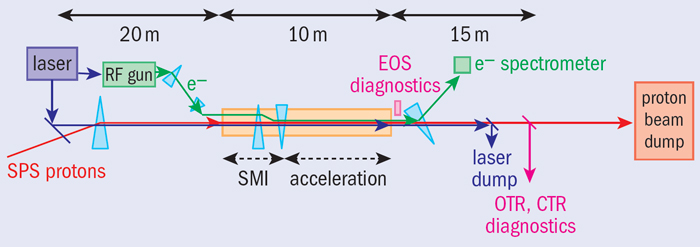 20 m
10 m
15 m
laser
RF gun
e–
EOS
diagnostics
e– spectrometer
proton
beam
dump
SPS protons
SMI
acceleration
laser
dump
OTR, CTR
diagnostics